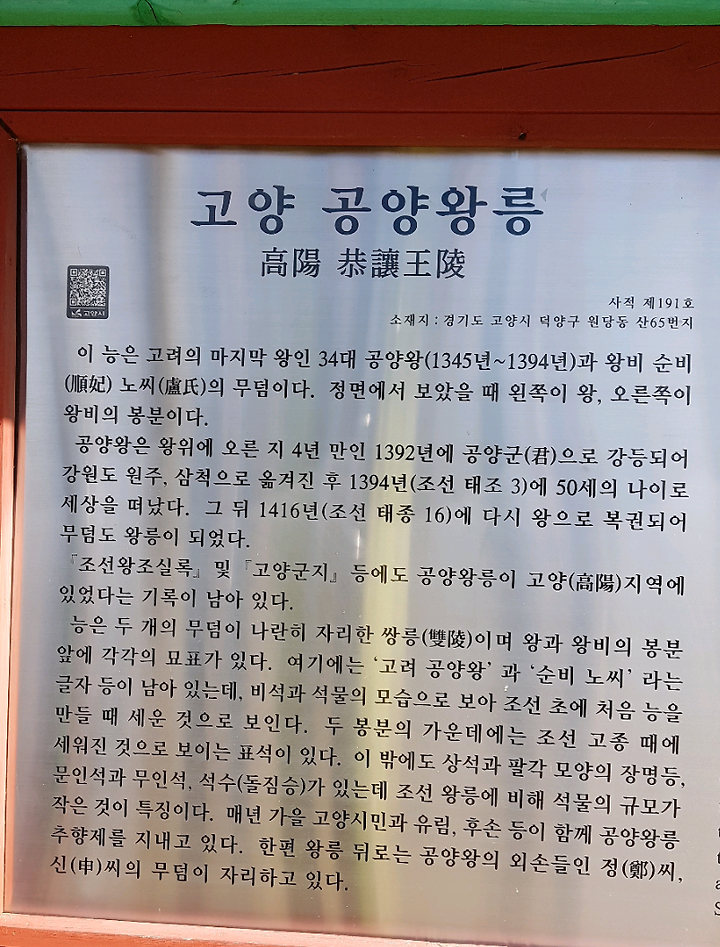 고양 공양왕릉
高陽 恭讓王陵
고양시
사적 제191호
소재지 : 경기도 고양시 덕양구 원당동 산65번지
이 능은 고려의 마지막 왕인 34대 공양왕(1345년~1394년)과 왕비 순비
(順妃) 노씨(盧氏)의 무덤이다. 정면에서 보았을 때 왼쪽이 왕, 오른쪽이
왕비의 봉분이다.
공양왕은 왕위에 오른 지 4년 만인 1392년에 공양군(君)으로 강등되어
강원도 원주, 삼척으로 옮겨진 후 1394년(조선 태조 3)에 50세의 나이로
세상을 떠났다. 그 뒤 1416년(조선 태종 16)에 다시 왕으로 복권되어
무덤도 왕릉이 되었다.
『조선왕조실록』 및 『고양군지』 등에도 공양왕릉이 고양(高陽)지역에
있었다는 기록이 남아 있다.
능은 두 개의 무덤이 나란히 자리한 쌍릉(雙陵)이며 왕과 왕비의 봉분
앞에 각각의 묘표가 있다. 여기에는 ‘고려 공양왕’ 과 ‘순비 노씨’ 라는
글자 등이 남아 있는데, 비석과 석물의 모습으로 보아 조선 초에 처음 능을
만들 때 세운 것으로 보인다. 두 봉분의 가운데에는 조선 고종 때에
세워진 것으로 보이는 표석이 있다. 이 밖에도 상석과 팔각 모양의 장명등,
문인석과 무인석, 석수(돌짐승)가 있는데 조선 왕릉에 비해 석물의 규모가
작은 것이 특징이다. 매년 가을 고양시민과 유림, 후손 등이 함께 공양왕릉
추향제를 지내고 있다. 한편 왕릉 뒤로는 공양왕의 외손들인 정(鄭)씨,
신(申)씨의 무덤이 자리하고 있다.